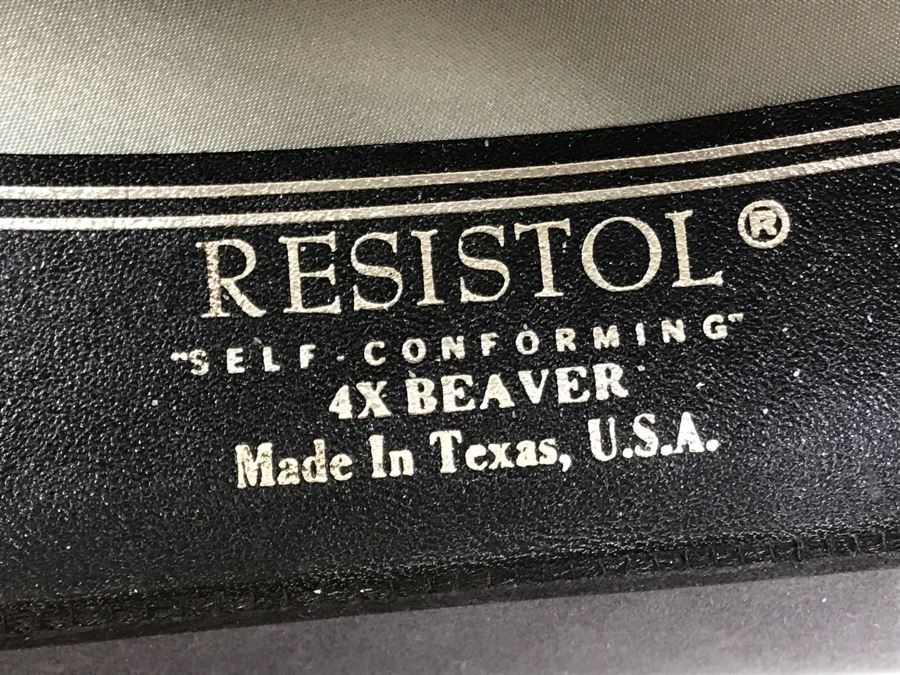 RESISTOL®
"SELF-CONFORMING"
4X BEAVER
Made In Texas, U.S.A.